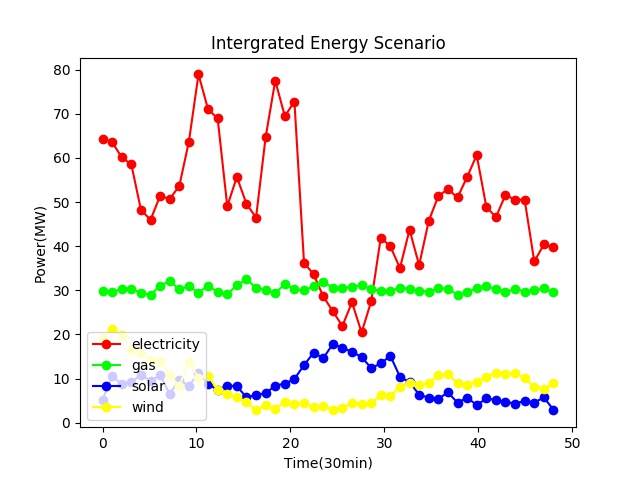 Intergrated Energy Scenario
Power(MW)
80
70
60
50
40
30
20
10
0
electricity
gas
solar
wind
0 10 20 30 40 50
Time(30min)